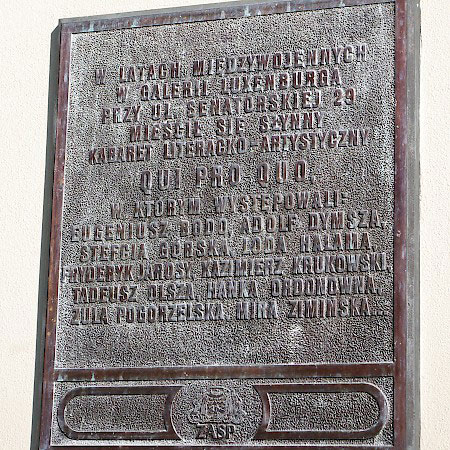 W LATACH MIĘDZYWOJENNYCH
W GALERII LUXENBURGA
PRZY UL. SENATORSKIEJ 29
MIEŚCIŁ SIĘ SŁYNNY
KABARET LITERACKO-ARTYSTYCZNY
QUI PRO QUO,
W KTÓRYM WYSTĘPOWALI:
EUGENIUSZ BODO, ADOLF DYMSZA,
STEFCIA GÓRSKA, LODA HALAMA,
FRYDERYK JAROSY, KAZIMIERZ KRUKOWSKI,
TADEUSZ OLSZA, HANKA ORDONÓWNA,
ZULA POGORZELSKA, MIRA ZIMIŃSKA...
ZASP